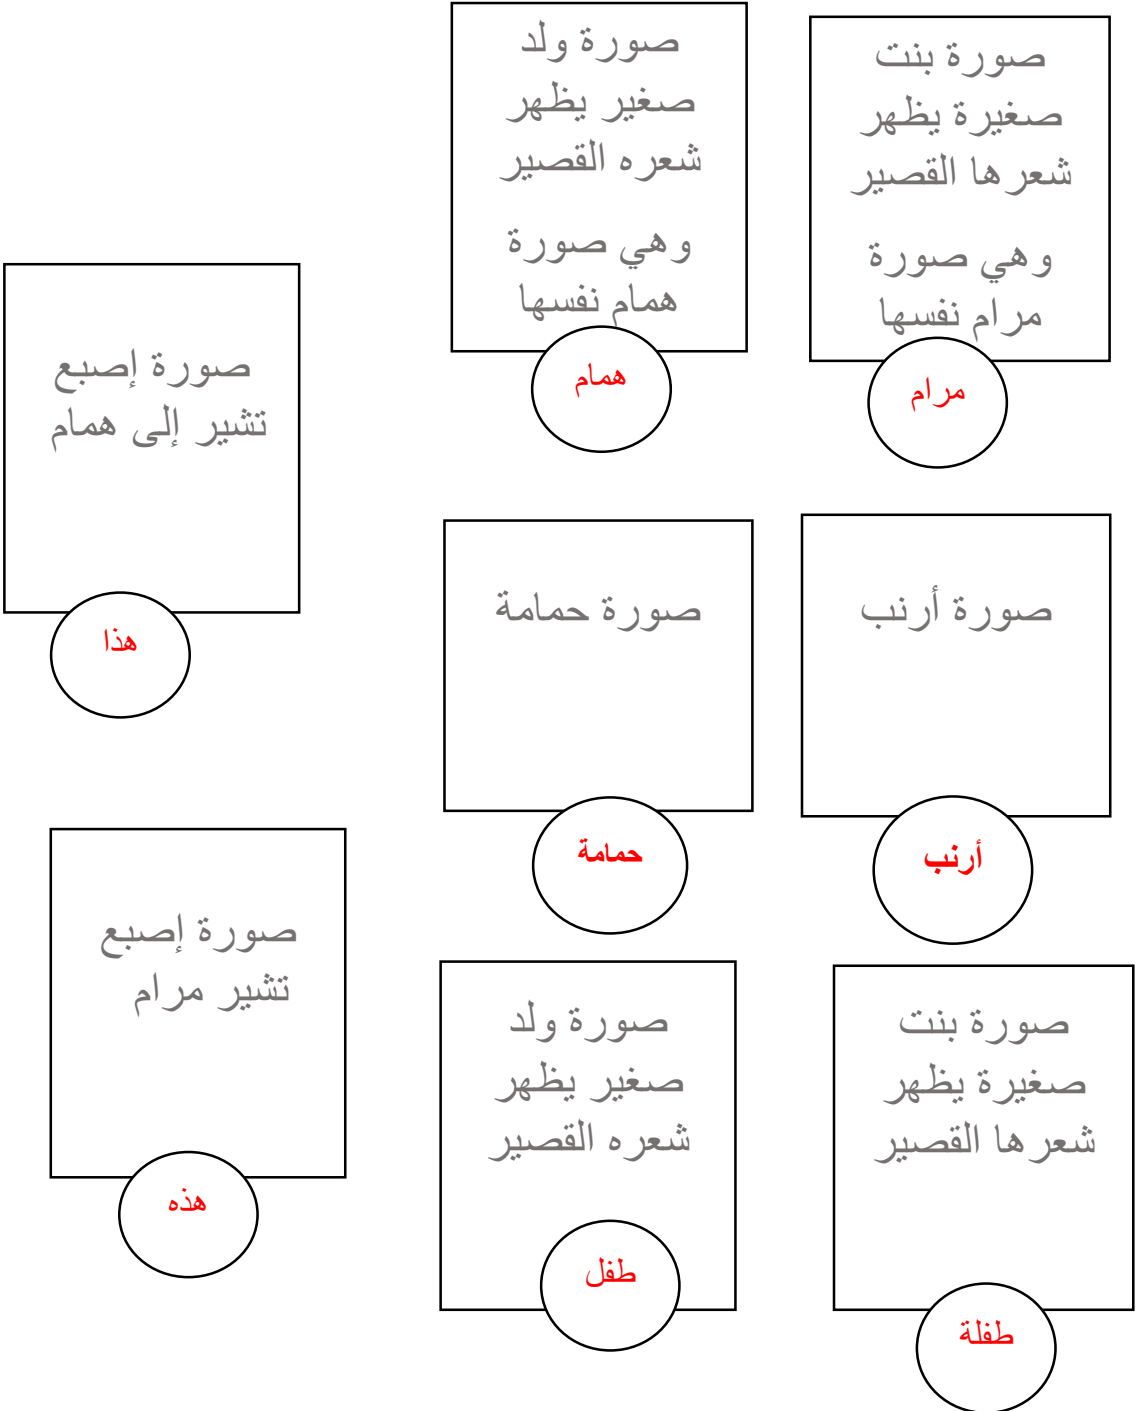 صورة بنت
صغيرة يظهر
شعرها القصير
وهي صورة
مرام نفسها
مرام
صورة ولد
صغير يظهر
شعره القصير
وهي صورة
همام نفسها
همام
صورة إصبع
تشير إلى همام
هذا
صورة أرنب
أرنب
صورة حمامة
حمامة
صورة إصبع
تشير مرام
هذه
صورة بنت
صغيرة يظهر
شعرها القصير
طفلة
صورة ولد
صغير يظهر
شعره القصير
طفل